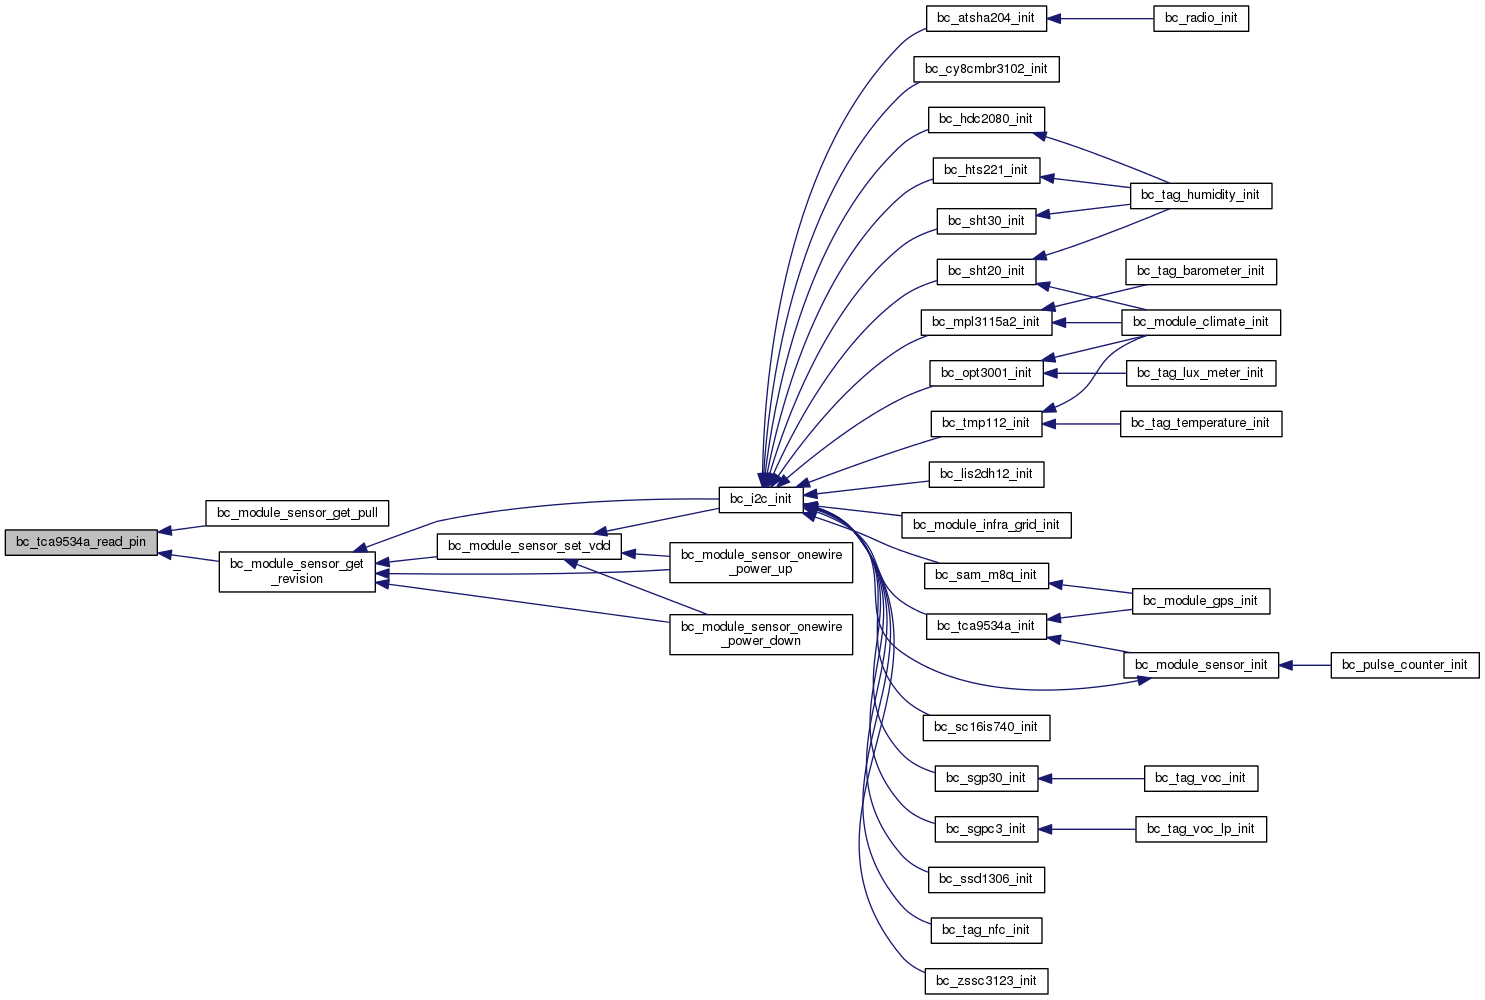 bc_tca9534a_read_pin
bc_module_sensor_get_pull
bc_module_sensor_get
_revision
bc_module_sensor_set_vdd
bc_module_sensor_onewire
_power_up
bc_module_sensor_onewire
_power_down
bc_i2c_init
bc_atsha204_init
bc_radio_init
bc_cy8cmbr3102_init
bc_hdc2080_init
bc_hts221_init
bc_tag_humidity_init
bc_sht30_init
bc_sht20_init
bc_tag_barometer_init
bc_mpl3115a2_init
bc_module_climate_init
bc_opt3001_init
bc_tag_lux_meter_init
bc_tmp112_init
bc_tag_temperature_init
bc_lis2dh12_init
bc_module_infra_grid_init
bc_sam_m8q_init
bc_module_gps_init
bc_tca9534a_init
bc_module_sensor_init
bc_pulse_counter_init
bc_sc16is740_init
bc_sgp30_init
bc_tag_voc_init
bc_sgpc3_init
bc_tag_voc_lp_init
bc_ssd1306_init
bc_tag_nfc_init
bc_zssc3123_init